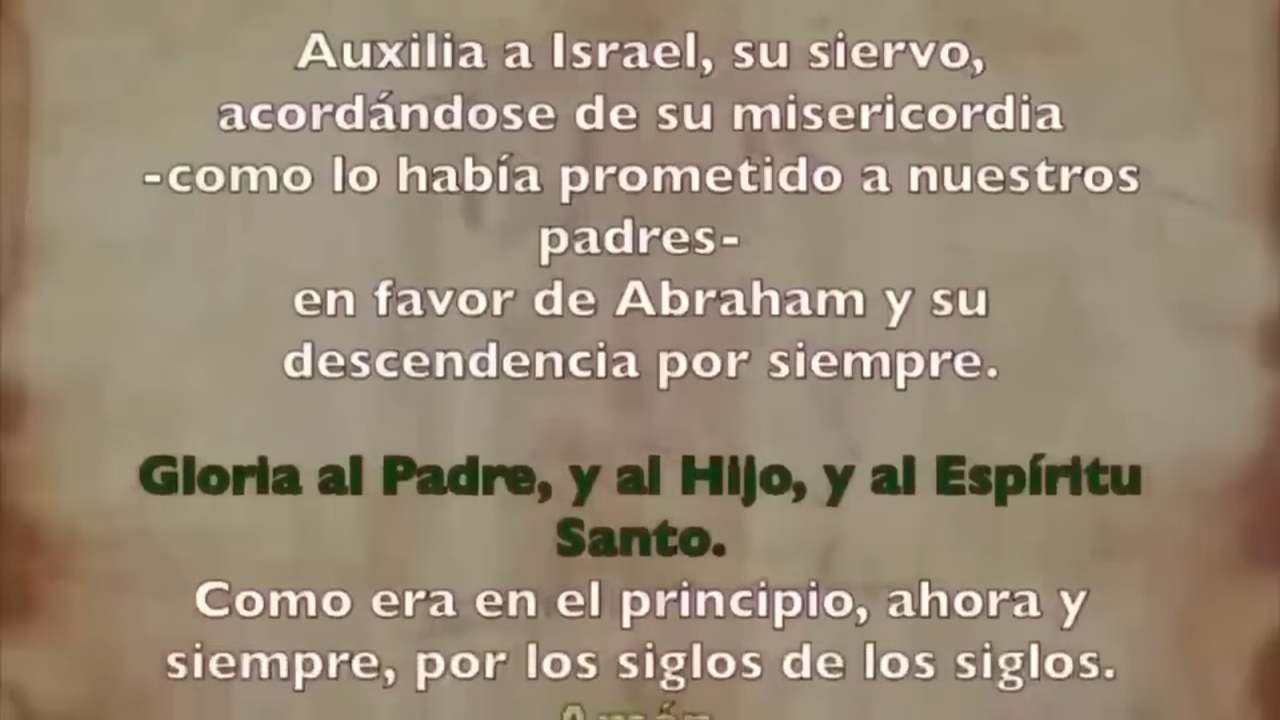 Auxilia a Israel, su siervo,
acordándose de su misericordia
-como lo había prometido a nuestros
padres-
en favor de Abraham y su
descendencia por siempre.
Gloria al Padre, y al Hijo, y al Espíritu
Santo.
Como era en el principio, ahora y
siempre, por los siglos de los siglos.
Amén